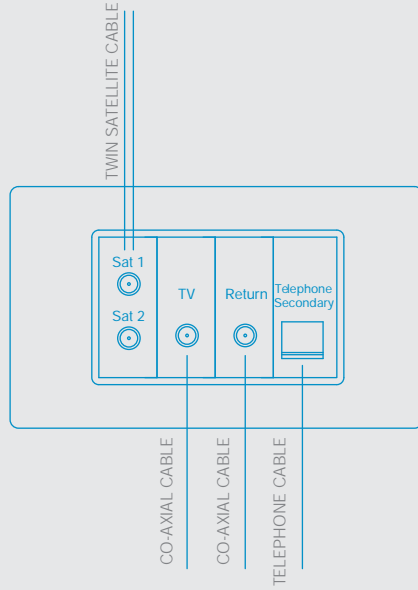 TWIN SATELLITE CABLE
Sat 1
Sat 2
TV
Return
Telephone
Secondary
CO-AXIAL CABLE
CO-AXIAL CABLE
TELEPHONE CABLE